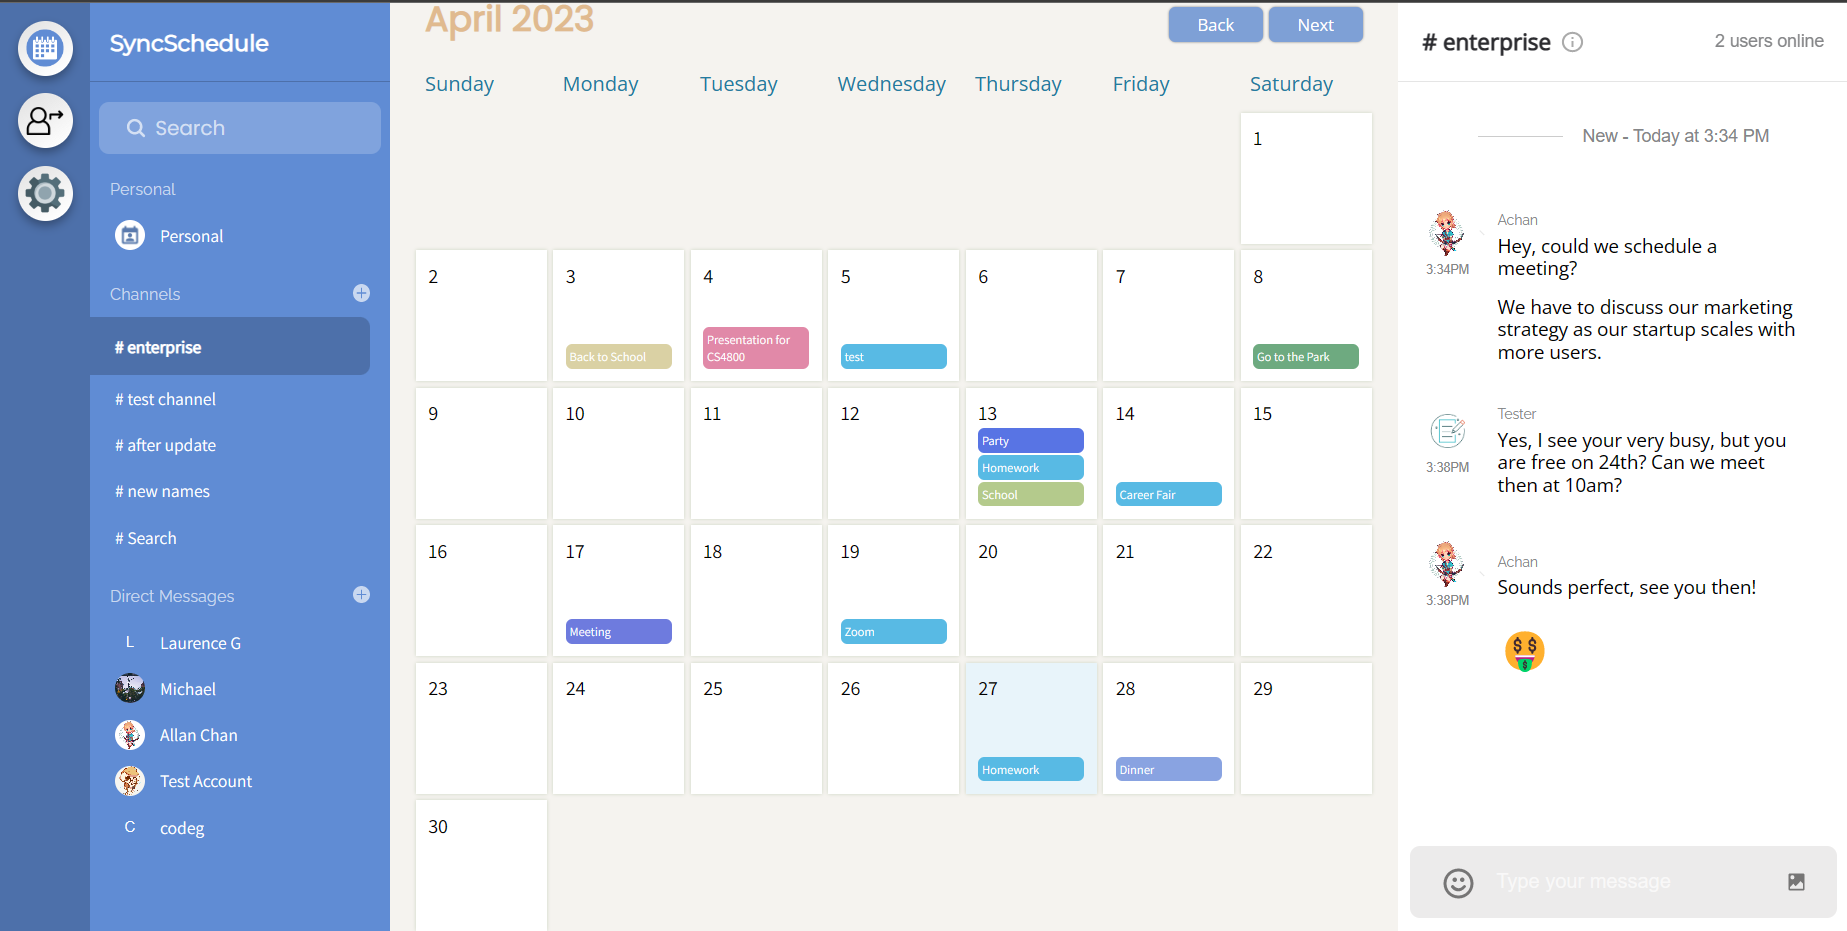 SyncSchedule
Search
Personal
Personal
Channels
# enterprise
# test channel
# after update
# new names
# Search
Direct Messages
L Laurence G
Michael
Allan Chan
Test Account
C codeg
April 2023
Back Next
Sunday Monday Tuesday Wednesday Thursday Friday Saturday
1
2 3 4 5 6 7 8
Back to School
Presentation for
CS4800
test
Go to the Park
9 10 11 12 13 14 15
Party
Homework
School
Career Fair
16 17 18 19 20 21 22
Meeting
Zoom
23 24 25 26 27 28 29
Homework
Dinner
30
# enterprise
2 users online
New - Today at 3:34 PM
Achan
3:34PM
Hey, could we schedule a
meeting?
We have to discuss our marketing
strategy as our startup scales with
more users.
Tester
3:38PM
Yes, I see your very busy, but you
are free on 24th? Can we meet
then at 10am?
Achan
3:38PM
Sounds perfect, see you then!
Type your message